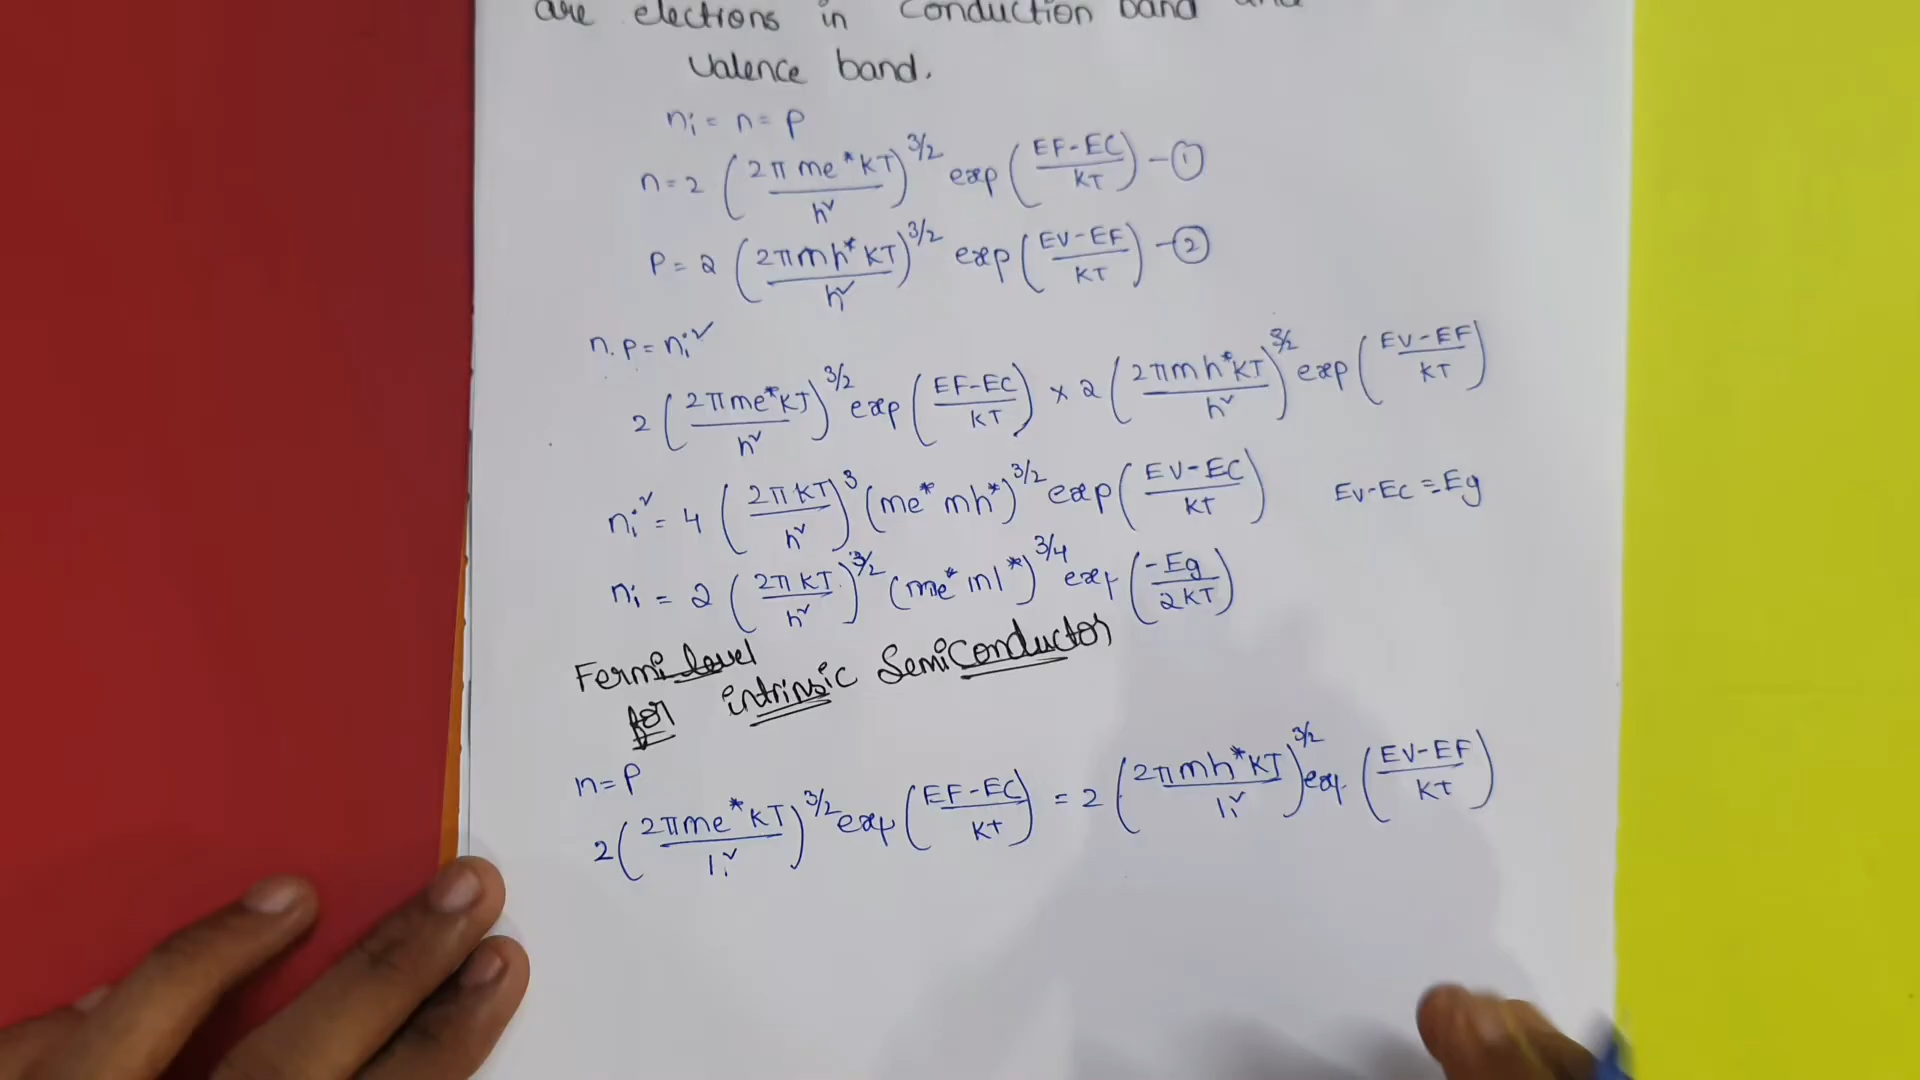 are elections in Conduction band and
Valence band.
ni = n = p
n = 2 (2π me* KT / h²)^3/2 exp (EF-EC / KT) - ①
P = 2 (2π mh* KT / h²)^3/2 exp (EV-EF / KT) - ②
n.p = ni²
2 (2π me* KT / h²)^3/2 exp (EF-EC / KT) × 2 (2π mh* KT / h²)^3/2 exp (EV-EF / KT)
ni² = 4 (2π KT / h²)^3 (me* mh*)^3/2 exp (EV-EC / KT) Ev-Ec = Eg
ni = 2 (2π KT / h²)^3/2 (me* mh*)^3/4 exp (-Eg / 2KT)
Fermi level
for intrinsic Semiconductor
n = P
2 (2π me* KT / h²)^3/2 exp (EF-EC / KT) = 2 (2π mh* KT / h²)^3/2 exp (EV-EF / KT)